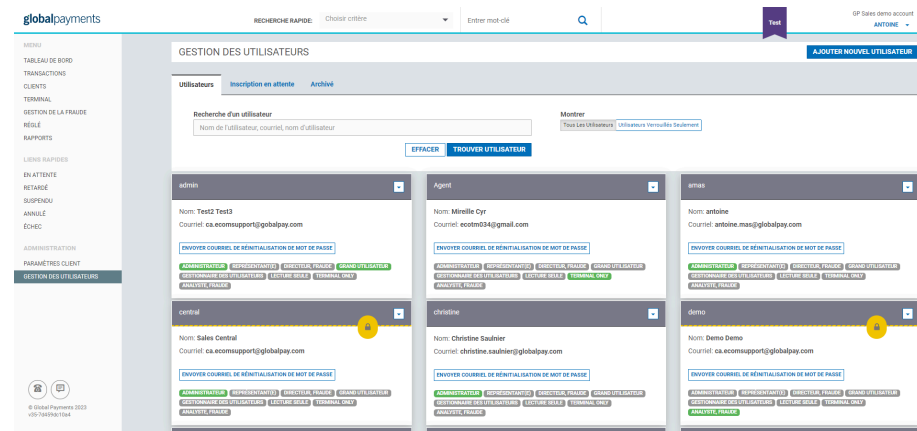 globalpayments
RECHERCHE RAPIDE: Choisir critère Entrer mot-clé
Test
GP Sales demo account
ANTOINE
MENU
TABLEAU DE BORD
TRANSACTIONS
CLIENTS
TERMINAL
GESTION DE LA FRAUDE
RÉGLÉ
RAPPORTS
LIENS RAPIDES
EN ATTENTE
RETARDÉ
SUSPENDU
ANNULÉ
ÉCHEC
ADMINISTRATION
PARAMÈTRES CLIENT
GESTION DES UTILISATEURS
© Global Payments 2023
GESTION DES UTILISATEURS
AJOUTER NOUVEL UTILISATEUR
Utilisateurs Inscription en attente Archivé
Recherche d'un utilisateur
Nom de l'utilisateur, courriel, nom d'utilisateur
Montrer
Tous Les Utilisateurs Utilisateurs Verrouillés Seulement
EFFACER TROUVER UTILISATEUR
admin
Nom: Test2 Test3
Courriel: ca.ecomsupport@gobalpay.com
ENVOYER COURRIEL DE RÉINITIALISATION DE MOT DE PASSE
ADMINISTRATEUR REPRÉSENTANT(E) DIRECTEUR, FRAUDE GRAND UTILISATEUR
GESTIONNAIRE DES UTILISATEURS LECTURE SEULE TERMINAL ONLY
ANALYSTE, FRAUDE
Agent
Nom: Mireille Cyr
Courriel: ecotm034@gmail.com
ENVOYER COURRIEL DE RÉINITIALISATION DE MOT DE PASSE
ADMINISTRATEUR REPRÉSENTANT(E) DIRECTEUR, FRAUDE GRAND UTILISATEUR
GESTIONNAIRE DES UTILISATEURS LECTURE SEULE TERMINAL ONLY
ANALYSTE, FRAUDE
amas
Nom: antoine
Courriel: antoine.mas@globalpay.com
ENVOYER COURRIEL DE RÉINITIALISATION DE MOT DE PASSE
ADMINISTRATEUR REPRÉSENTANT(E) DIRECTEUR, FRAUDE GRAND UTILISATEUR
GESTIONNAIRE DES UTILISATEURS LECTURE SEULE TERMINAL ONLY
ANALYSTE, FRAUDE
central
Nom: Sales Central
Courriel: ca.ecomsupport@globalpay.com
ENVOYER COURRIEL DE RÉINITIALISATION DE MOT DE PASSE
ADMINISTRATEUR REPRÉSENTANT(E) DIRECTEUR, FRAUDE GRAND UTILISATEUR
GESTIONNAIRE DES UTILISATEURS LECTURE SEULE TERMINAL ONLY
ANALYSTE, FRAUDE
christine
Nom: Christine Saulnier
Courriel: christine.saulnier@globalpay.com
ENVOYER COURRIEL DE RÉINITIALISATION DE MOT DE PASSE
ADMINISTRATEUR REPRÉSENTANT(E) DIRECTEUR, FRAUDE GRAND UTILISATEUR
GESTIONNAIRE DES UTILISATEURS LECTURE SEULE TERMINAL ONLY
ANALYSTE, FRAUDE
demo
Nom: Demo Demo
Courriel: ca.ecomsupport@globalpay.com
ENVOYER COURRIEL DE RÉINITIALISATION DE MOT DE PASSE
ADMINISTRATEUR REPRÉSENTANT(E) DIRECTEUR, FRAUDE GRAND UTILISATEUR
GESTIONNAIRE DES UTILISATEURS LECTURE SEULE TERMINAL ONLY
ANALYSTE, FRAUDE